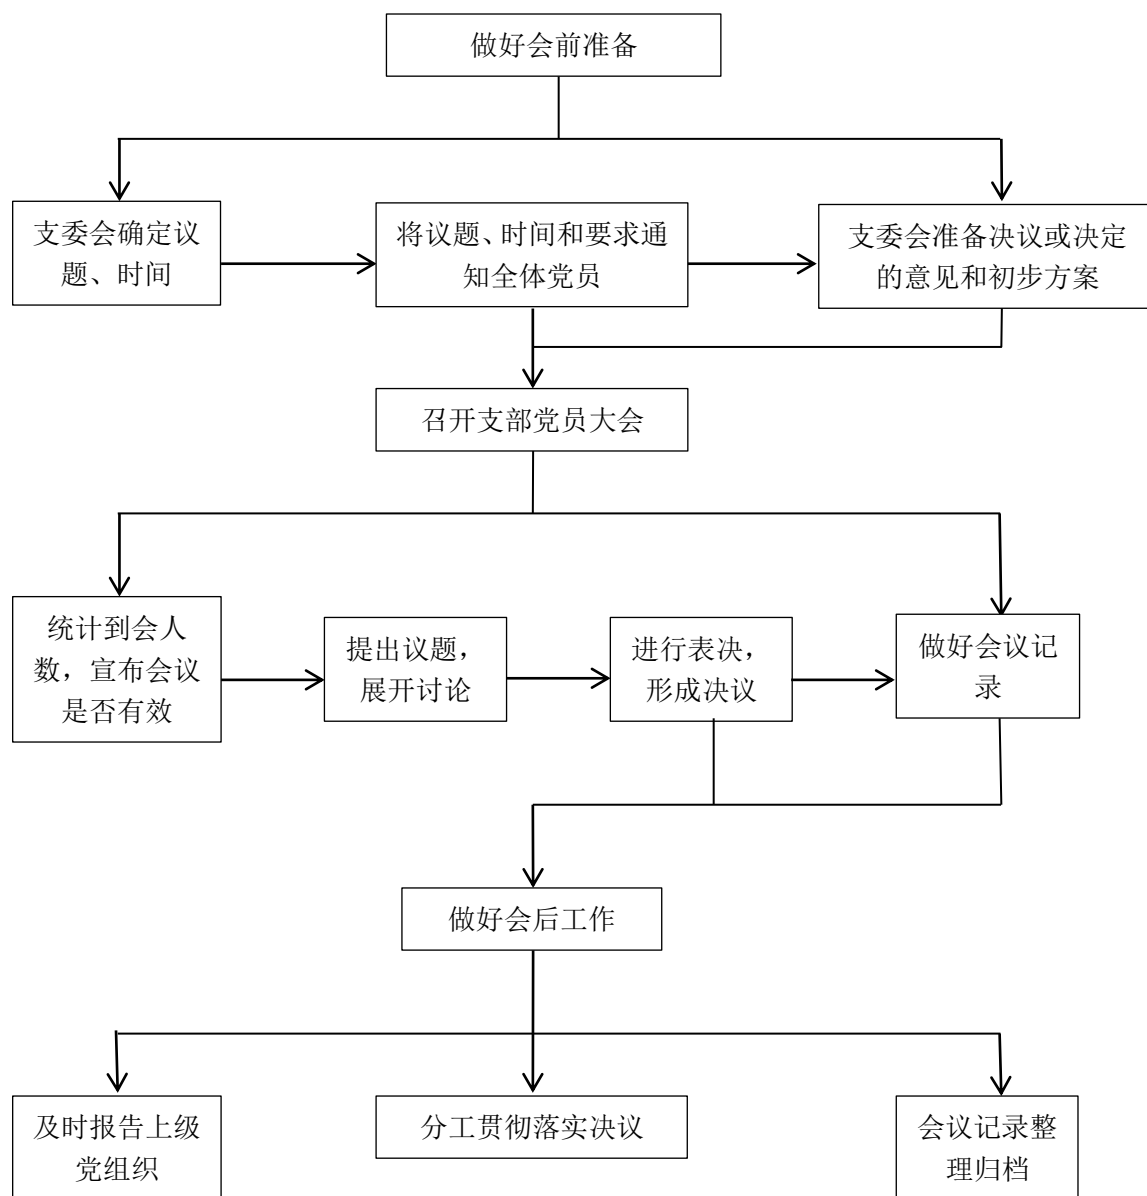 做好会前准备
支委会确定议
题、时间
将议题、时间和要求通
知全体党员
支委会准备决议或决定
的意见和初步方案
召开支部党员大会
统计到会人
数，宣布会议
是否有效
提出议题，
展开讨论
进行表决，
形成决议
做好会议记
录
做好会后工作
及时报告上级
党组织
分工贯彻落实决议
会议记录整
理归档